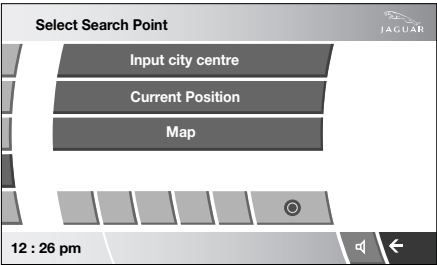 Select Search Point
JAGUAR
Input city centre
Current Position
Map
12 : 26 pm